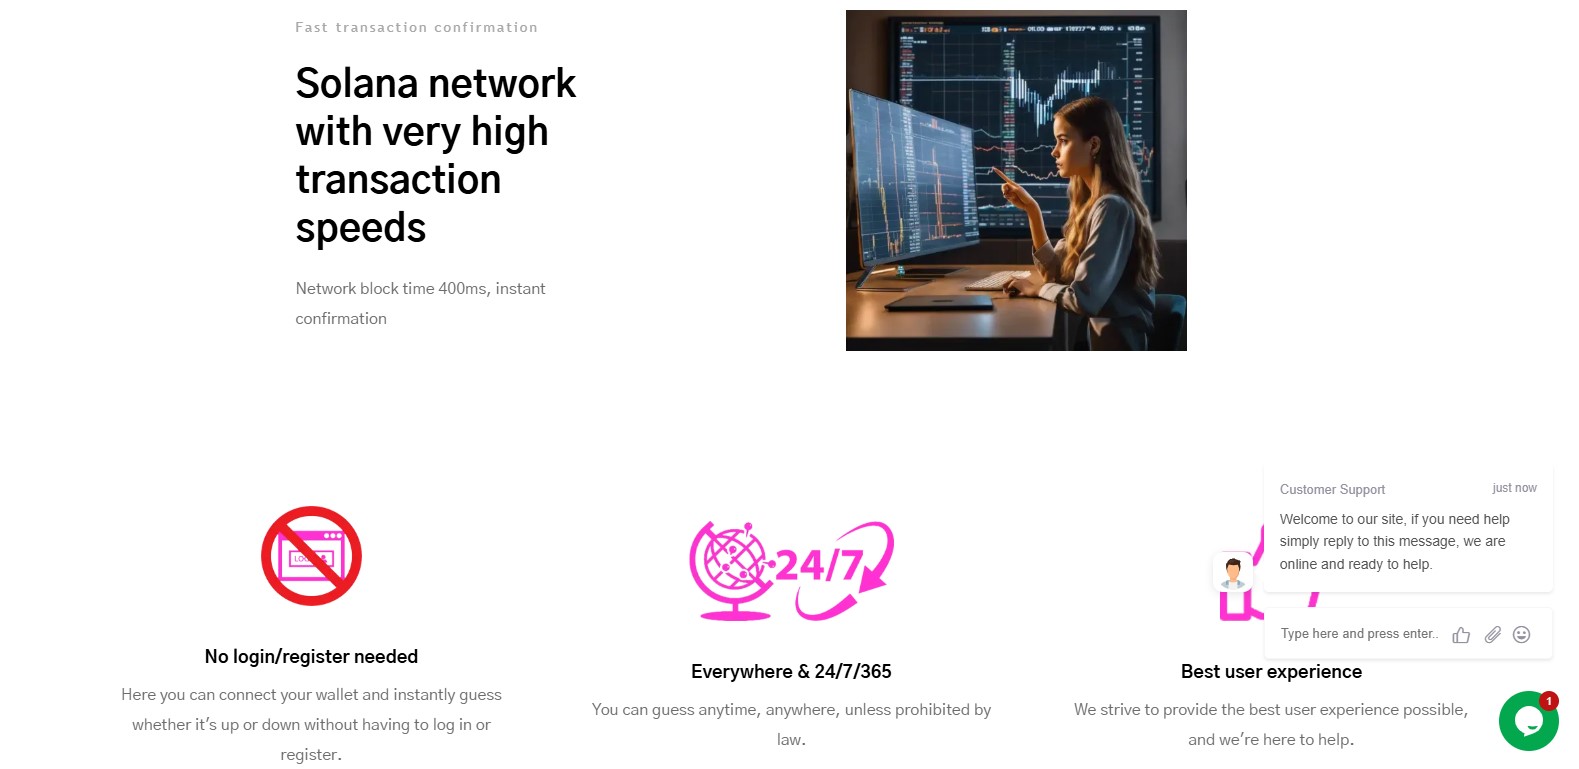 Fast transaction confirmation
Solana network
with very high
transaction
speeds
Network block time 400ms, instant
confirmation
No login/register needed
Here you can connect your wallet and instantly guess
whether it's up or down without having to log in or
register.
24/7
Everywhere & 24/7/365
You can guess anytime, anywhere, unless prohibited by
law.
Customer Support
just now
Welcome to our site, if you need help
simply reply to this message, we are
online and ready to help.
Type here and press enter..
Best user experience
We strive to provide the best user experience possible,
and we're here to help.
1